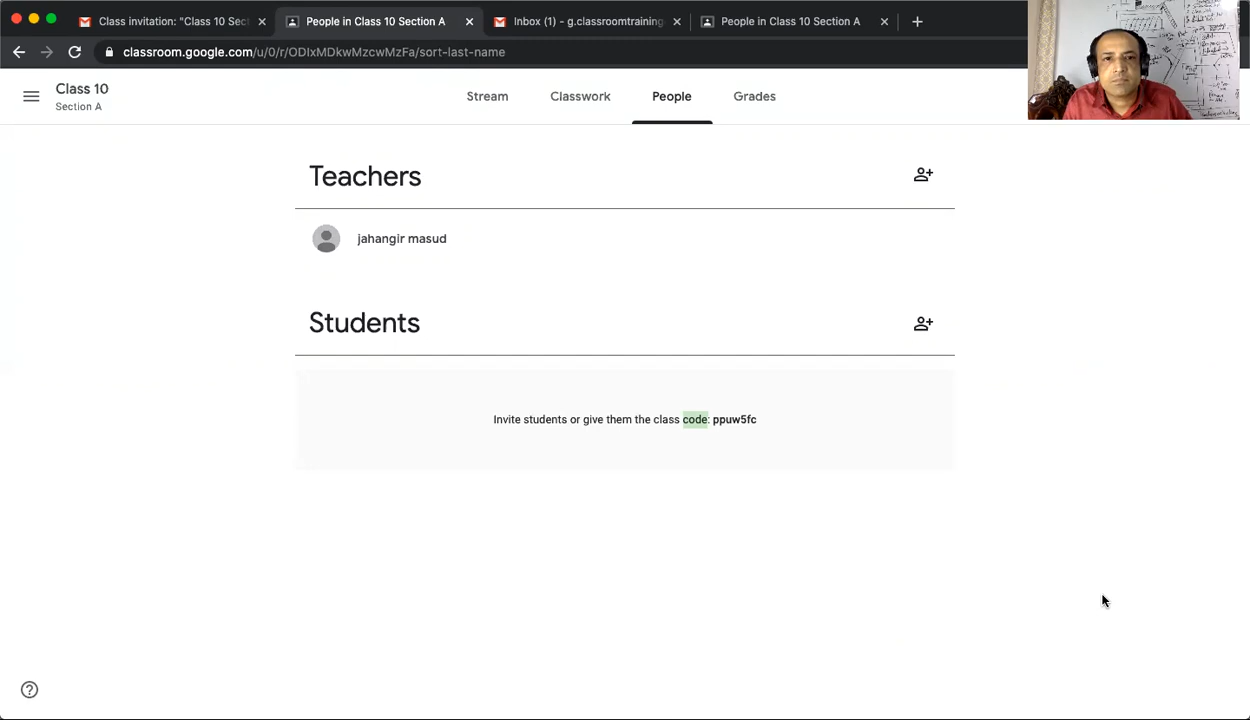 Class invitation: "Class 10 Sec
People in Class 10 Section A
Inbox (1) - g.classroomtraining
People in Class 10 Section A
classroom.google.com/u/0/r/ODIxMDkwMzcwMzFa/sort-last-name
Class 10
Section A
Stream
Classwork
People
Grades
Teachers
jahangir masud
Students
Invite students or give them the class code: ppuw5fc